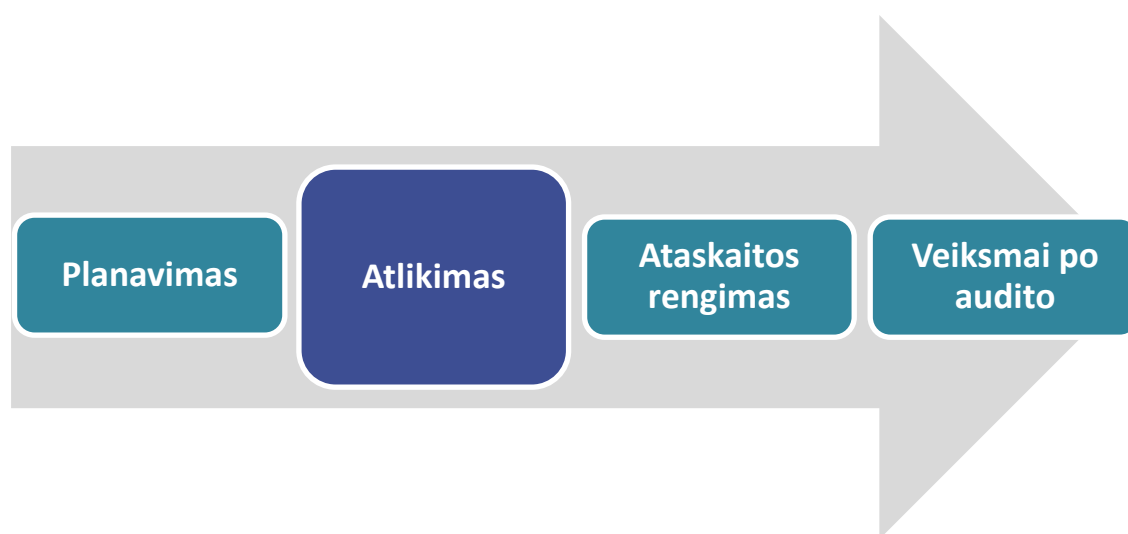 Planavimas
Atlikimas
Ataskaitos
rengimas
Veiksmai po
audito